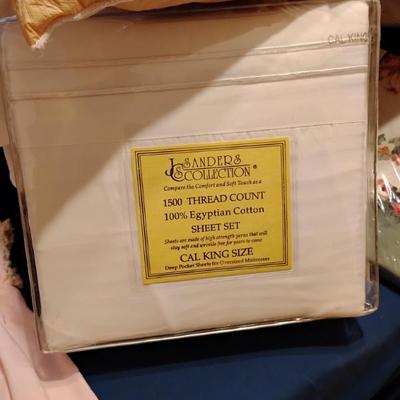 CAL KING
JS SANDERS
COLLECTION®
Compare the Comfort and Soft Touch as a
1500 THREAD COUNT
100% Egyptian Cotton
SHEET SET
Sheets are made of high strength yarns that will
stay soft and wrinkle free for years to come
CAL KING SIZE
Deep Pocket Sheets for Oversized Mattresses